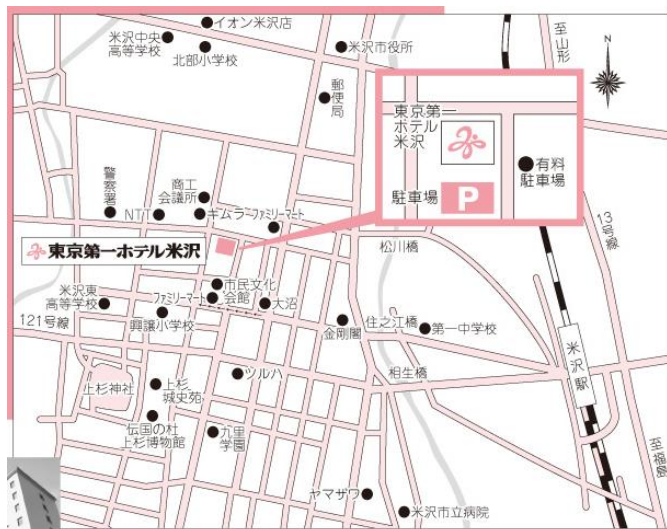 イオン米沢店
米沢中央
高等学校
北部小学校
米沢市役所
至山形
N
郵便局
東京第一
ホテル
米沢
有料
駐車場
駐車場 P
13号線
警察署
商工
会議所
NTT
キムラ
ファミリーマート
松川橋
東京第一ホテル米沢
市民文化
会館
米沢東
高等学校
ファミリーマート
大沼
興譲小学校
121号線
金剛閣
住之江橋
第一中学校
米沢駅
ツルハ
相生橋
上杉神社
上杉
城史苑
伝国の杜
上杉博物館
九里
学園
至福島
ヤマザワ
米沢市立病院